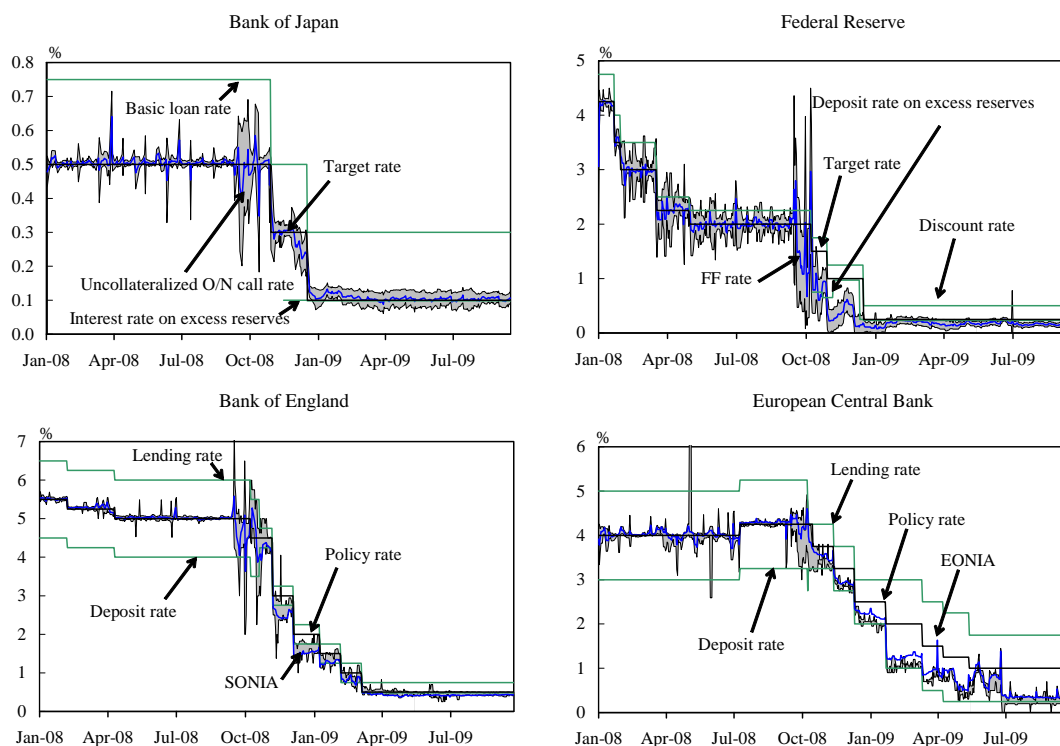 Bank of Japan
%
0.8
0.7
0.6
0.5
0.4
0.3
0.2
0.1
0.0
Basic loan rate
Target rate
Uncollateralized O/N call rate
Interest rate on excess reserves
Jan-08 Apr-08 Jul-08 Oct-08 Jan-09 Apr-09 Jul-09
Federal Reserve
%
5
4
3
2
1
0
Deposit rate on excess reserves
Target rate
Discount rate
FF rate
Jan-08 Apr-08 Jul-08 Oct-08 Jan-09 Apr-09 Jul-09
Bank of England
%
7
6
5
4
3
2
1
0
Lending rate
Policy rate
Deposit rate
SONIA
Jan-08 Apr-08 Jul-08 Oct-08 Jan-09 Apr-09 Jul-09
European Central Bank
%
6
5
4
3
2
1
0
Lending rate
Policy rate
EONIA
Deposit rate
Jan-08 Apr-08 Jul-08 Oct-08 Jan-09 Apr-09 Jul-09